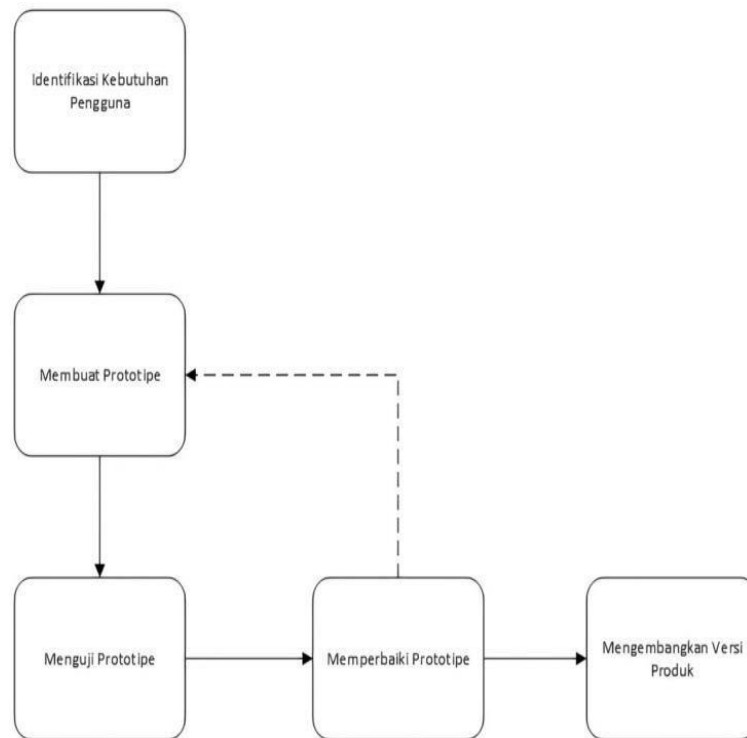 Identifikasi Kebutuhan
Pengguna
Membuat Prototipe
Menguji Prototipe
Memperbaiki Prototipe
Mengembangkan Versi
Produk